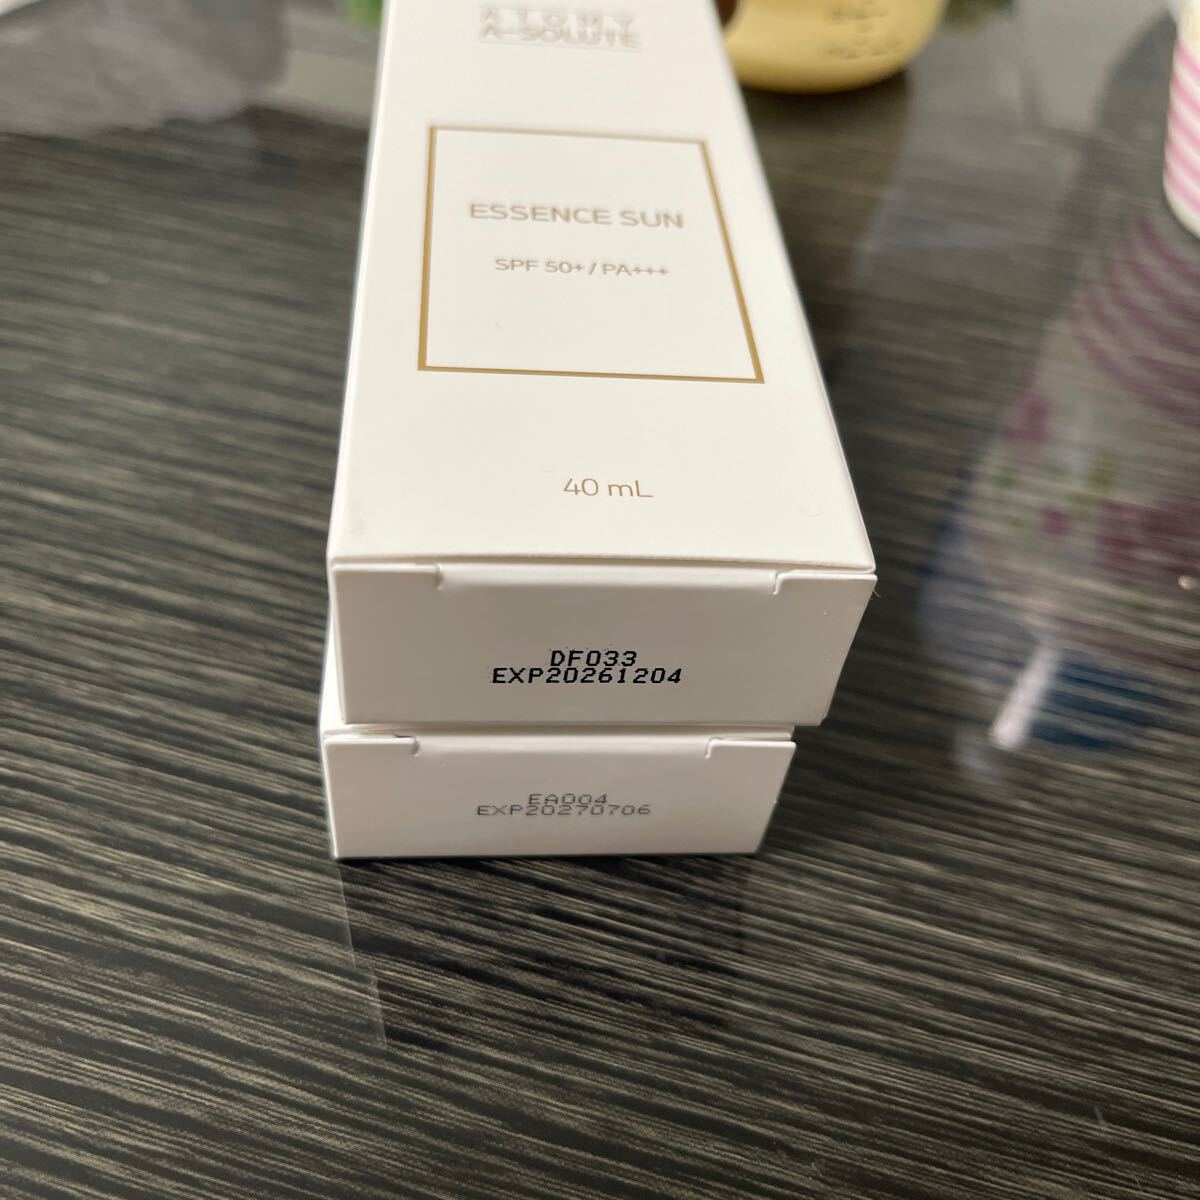 ATOMY
A-SOLUTE
ESSENCE SUN
SPF 50+ / PA+++
40 mL
DF033
EXP20261204
EA004
EXP20270706